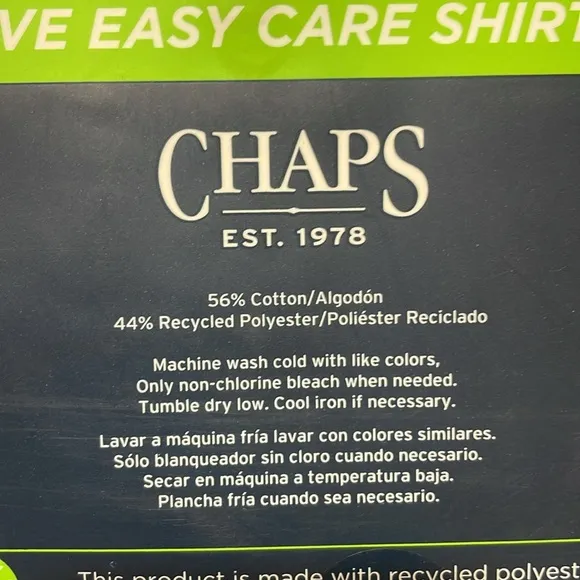 VE EASY CARE SHIRT
CHAPS
EST. 1978
56% Cotton/Algodón
44% Recycled Polyester/Poliéster Reciclado
Machine wash cold with like colors,
Only non-chlorine bleach when needed.
Tumble dry low. Cool iron if necessary.
Lavar a máquina fría lavar con colores similares.
Sólo blanqueador sin cloro cuando necesario.
Secar en máquina a temperatura baja.
Plancha fría cuando sea necesario.
This product is made with recycled polyest